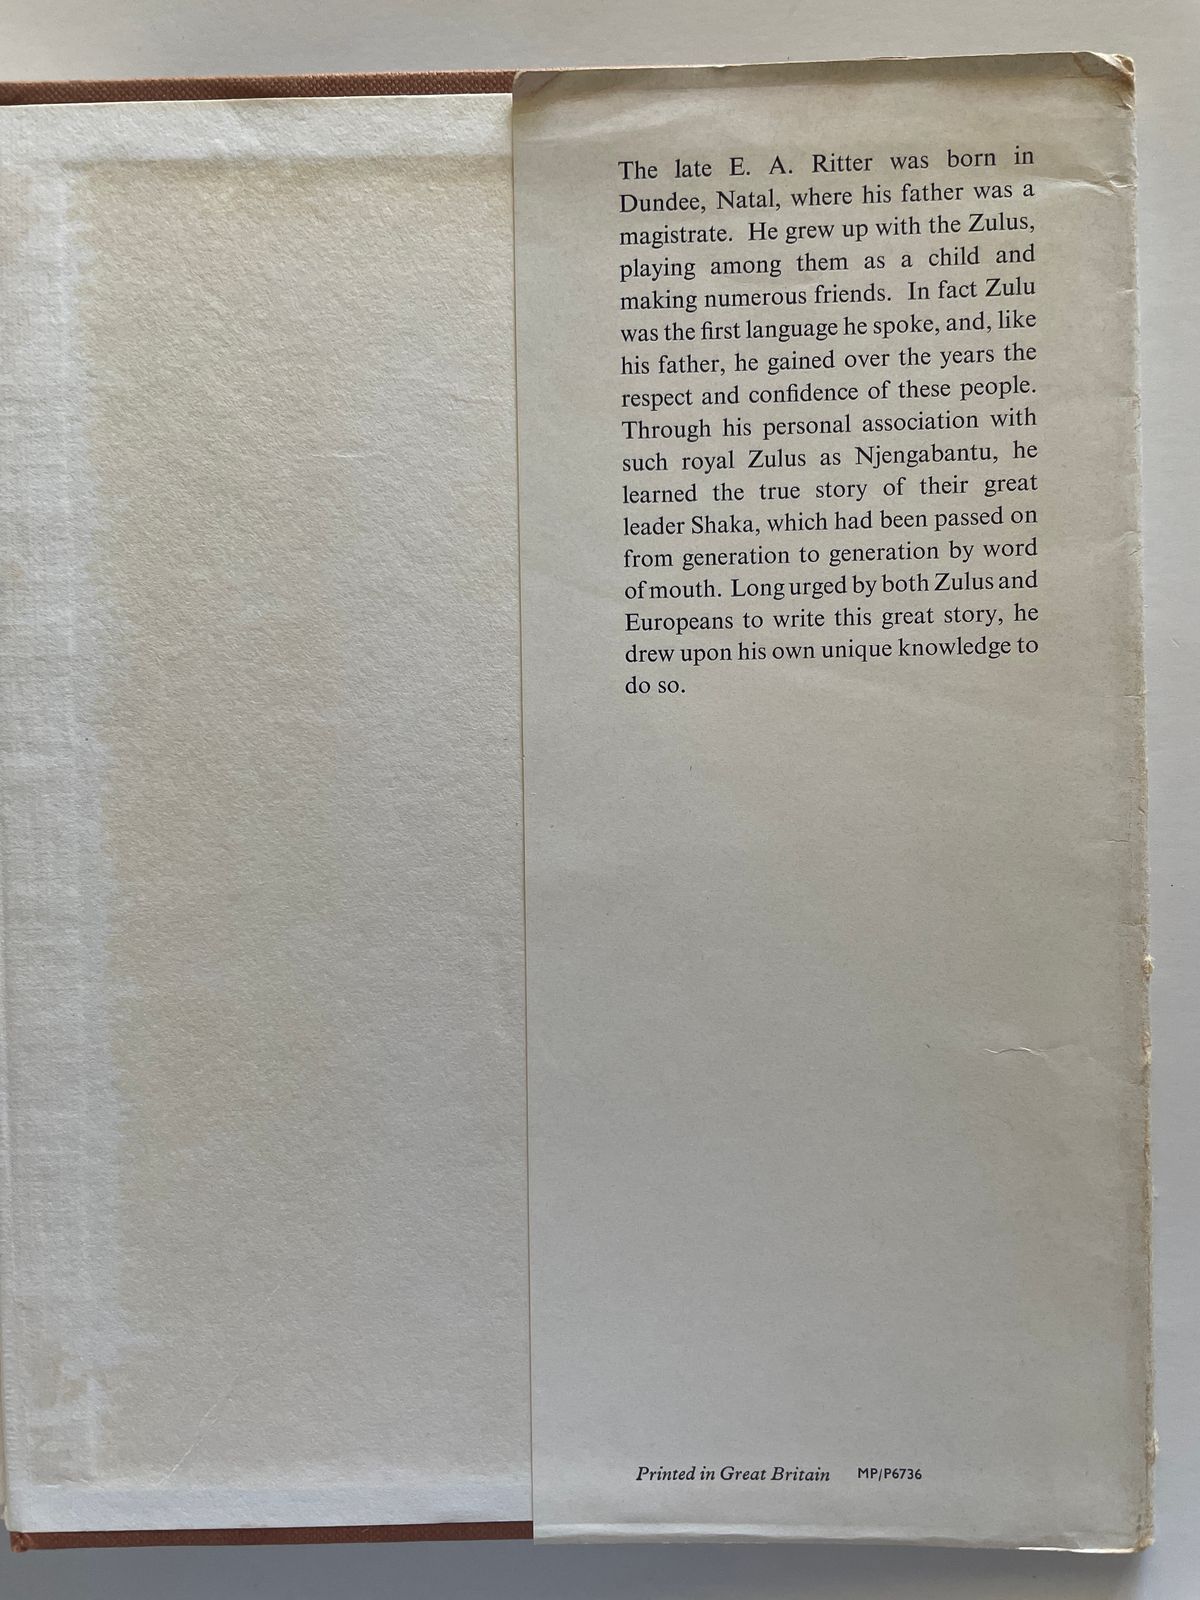 The late E. A. Ritter was born in
Dundee, Natal, where his father was a
magistrate. He grew up with the Zulus,
playing among them as a child and
making numerous friends. In fact Zulu
was the first language he spoke, and, like
his father, he gained over the years the
respect and confidence of these people.
Through his personal association with
such royal Zulus as Njengabantu, he
learned the true story of their great
leader Shaka, which had been passed on
from generation to generation by word
of mouth. Long urged by both Zulus and
Europeans to write this great story, he
drew upon his own unique knowledge to
do so.
Printed in Great Britain MP/P6736